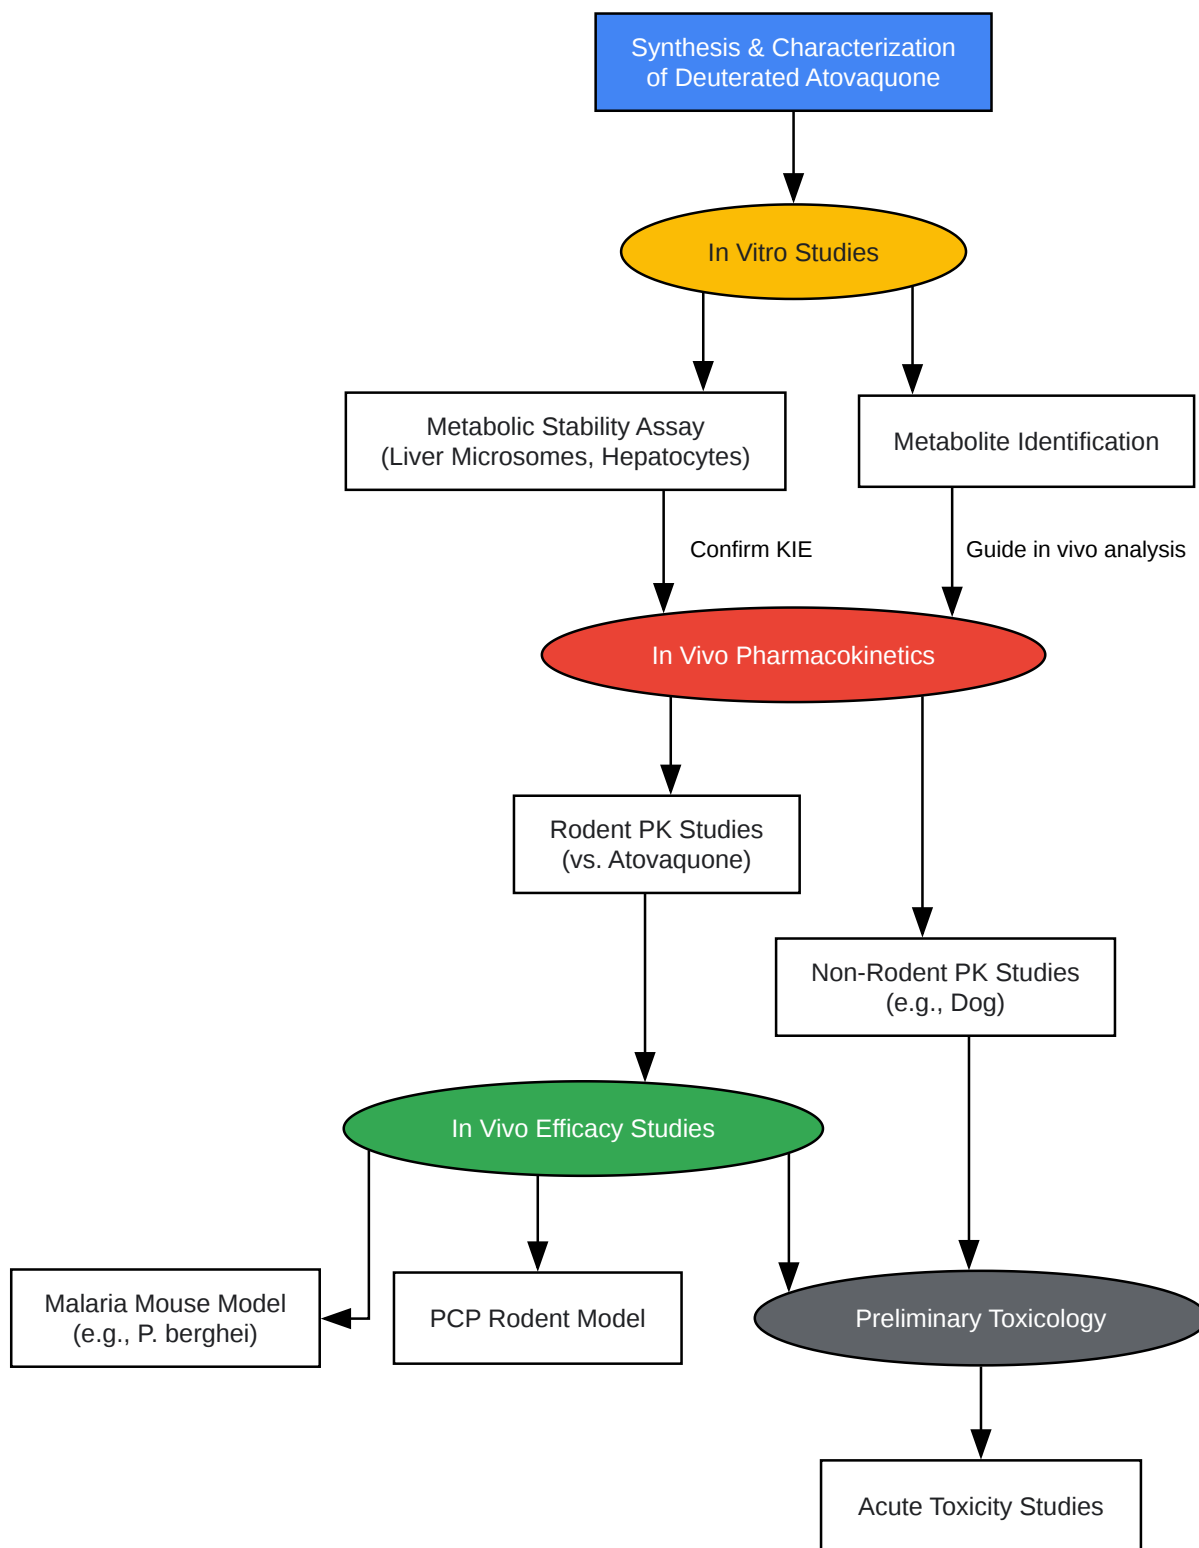 Synthesis & Characterization
of Deuterated Atovaquone
In Vitro Studies
Metabolic Stability Assay
(Liver Microsomes, Hepatocytes)
Metabolite Identification
Confirm KIE
Guide in vivo analysis
In Vivo Pharmacokinetics
Rodent PK Studies
(vs. Atovaquone)
Non-Rodent PK Studies
(e.g., Dog)
In Vivo Efficacy Studies
Malaria Mouse Model
(e.g., P. berghei)
PCP Rodent Model
Preliminary Toxicology
Acute Toxicity Studies